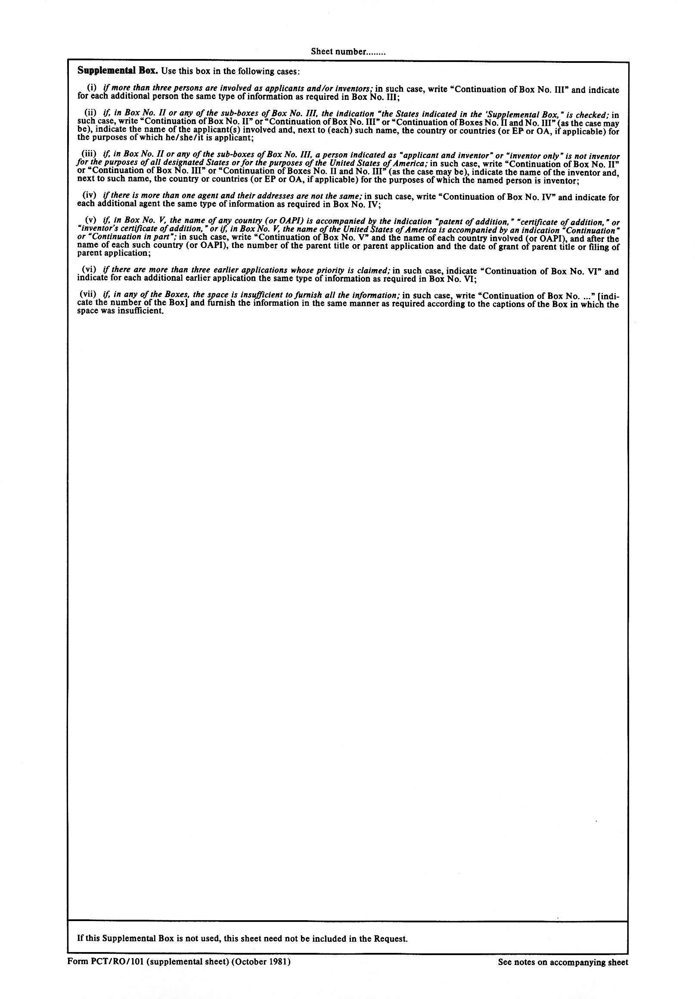 Sheet number........
Supplemental Box. Use this box in the following cases:
(i) if more than three persons are involved as applicants and/or inventors; in such case, write “Continuation of Box No. III” and indicate
for each additional person the same type of information as required in Box No. III;
(ii) if, in Box No. II or any of the sub-boxes of Box No. III, the indication “the States indicated in the ‘Supplemental Box,” is checked; in
such case, write “Continuation of Box No. II” or “Continuation of Box No. III” or “Continuation of Boxes No. II and No. III” (as the case may
be), indicate the name of the applicant(s) involved and, next to (each) such name, the country or countries (or EP or OA, if applicable) for
the purposes of which he/she/it is applicant;
(iii) if, in Box No. II or any of the sub-boxes of Box No. III, a person indicated as “applicant and inventor” or “inventor only” is not inventor
for the purposes of all designated States or for the purposes of the United States of America; in such case, write “Continuation of Box No. II”
or “Continuation of Box No. III” or “Continuation of Boxes No. II and No. III” (as the case may be), indicate the name of the inventor and,
next to such name, the country or countries (or EP or OA, if applicable) for the purposes of which the named person is inventor;
(iv) if there is more than one agent and their addresses are not the same; in such case, write “Continuation of Box No. IV” and indicate for
each additional agent the same type of information as required in Box No. IV;
(v) if, in Box No. V, the name of any country (or OAPI) is accompanied by the indication “patent of addition,” “certificate of addition,” or
“inventor's certificate of addition,” or if, in Box No. V, the name of the United States of America is accompanied by an indication “Continuation”
or “Continuation in part”; in such case, write “Continuation of Box No. V” and the name of each country involved (or OAPI), and after the
name of each such country (or OAPI), the number of the parent title or parent application and the date of grant of parent title or filing of
parent application;
(vi) if there are more than three earlier applications whose priority is claimed; in such case, indicate “Continuation of Box No. VI” and
indicate for each additional earlier application the same type of information as required in Box No. VI;
(vii) if, in any of the Boxes, the space is insufficient to furnish all the information; in such case, write “Continuation of Box No. ...” [indi-
cate the number of the Box] and furnish the information in the same manner as required according to the captions of the Box in which the
space was insufficient.
If this Supplemental Box is not used, this sheet need not be included in the Request.
Form PCT/RO/101 (supplemental sheet) (October 1981)
See notes on accompanying sheet